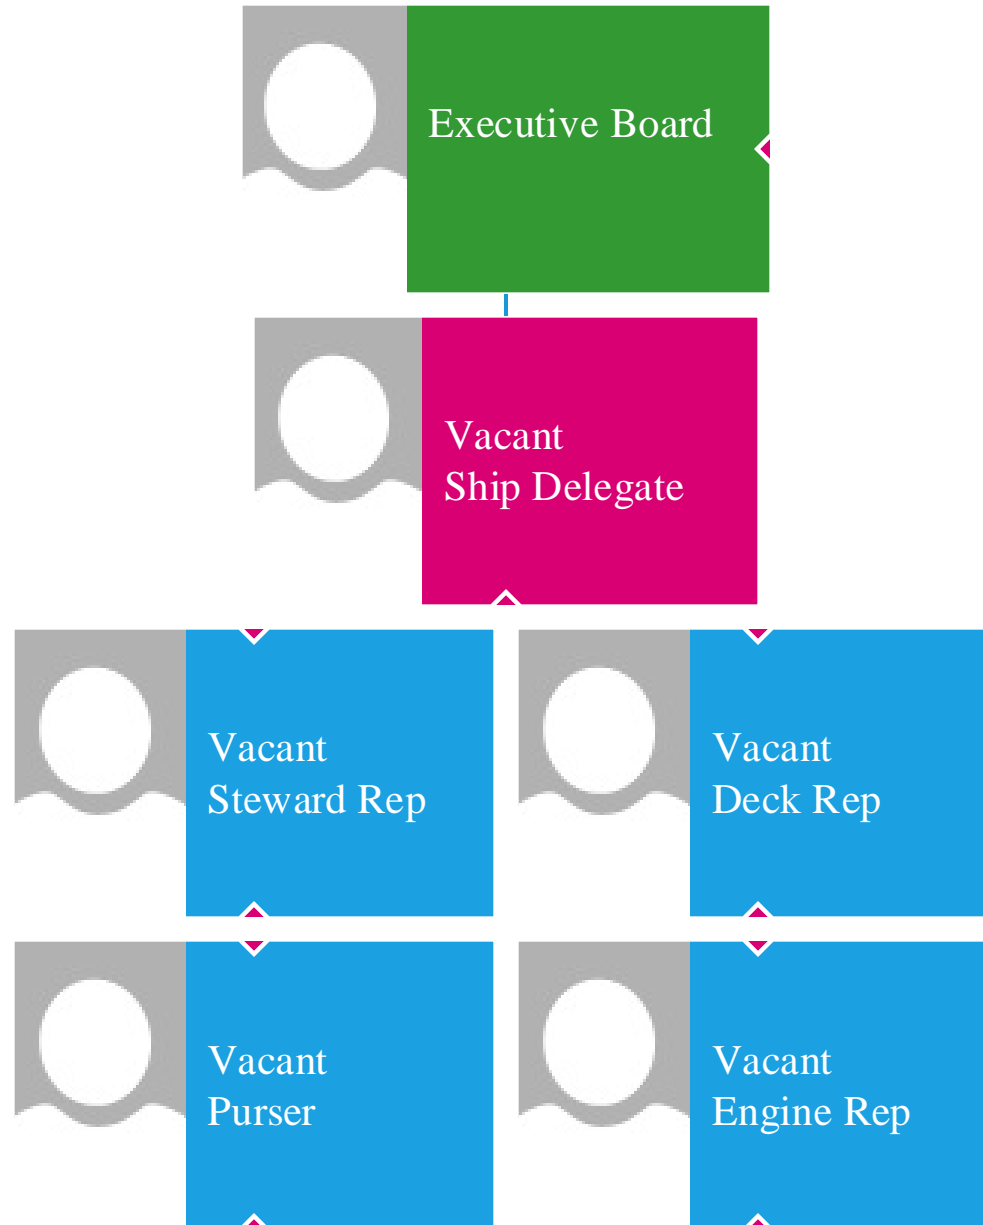 Executive Board
Vacant
Ship Delegate
Vacant
Steward Rep
Vacant
Deck Rep
Vacant
Purser
Vacant
Engine Rep